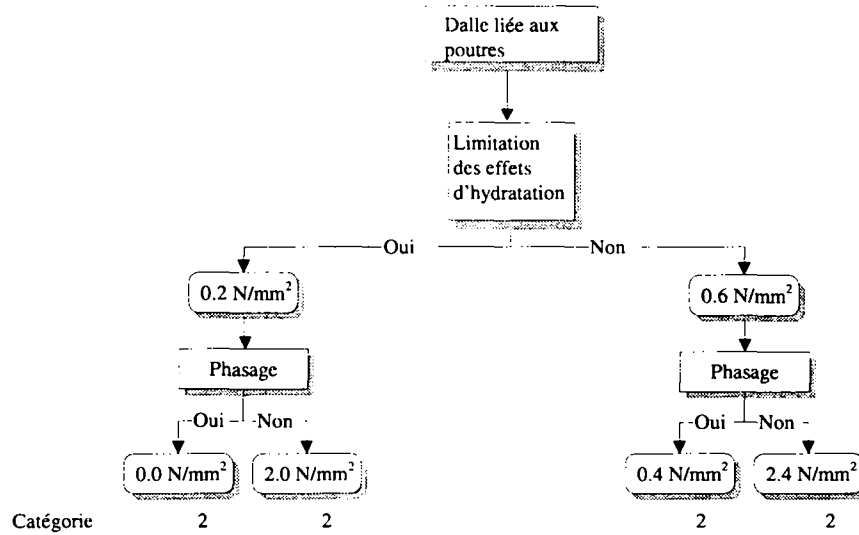 Dalle liée aux
poutres
Limitation
des effets
d'hydratation
Oui Non
0.2 N/mm² 0.6 N/mm²
Phasage Phasage
Oui Non Oui Non
0.0 N/mm² 2.0 N/mm² 0.4 N/mm² 2.4 N/mm²
Catégorie 2 2 2 2